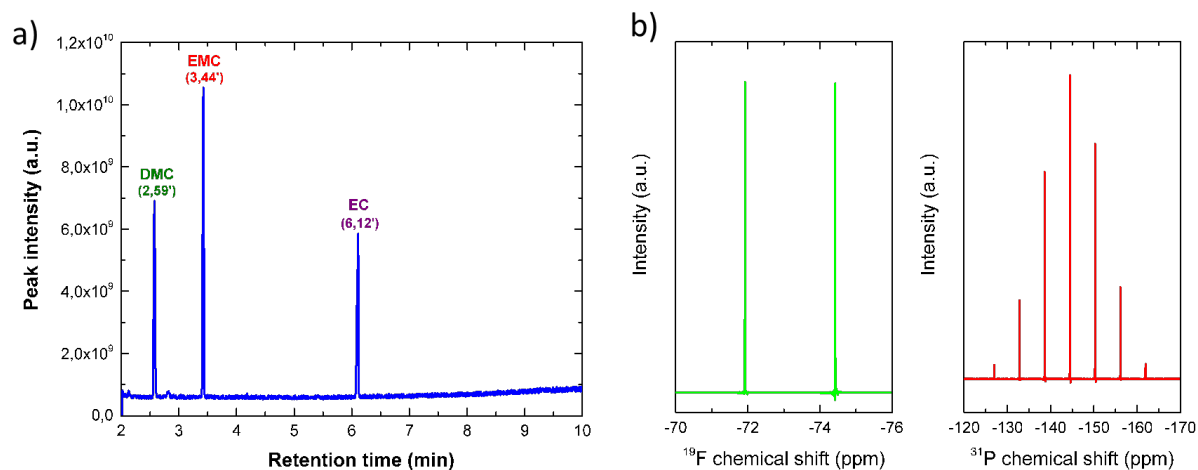 a)
1,2x10¹⁰
1,0x10¹⁰
8,0x10⁹
6,0x10⁹
4,0x10⁹
2,0x10⁹
0,0
Peak intensity (a.u.)
DMC
(2,59')
EMC
(3,44')
EC
(6,12')
2 3 4 5 6 7 8 9 10
Retention time (min)
b)
Intensity (a.u.)
-70 -72 -74 -76
¹⁹F chemical shift (ppm)
Intensity (a.u.)
-120 -130 -140 -150 -160 -170
³¹P chemical shift (ppm)